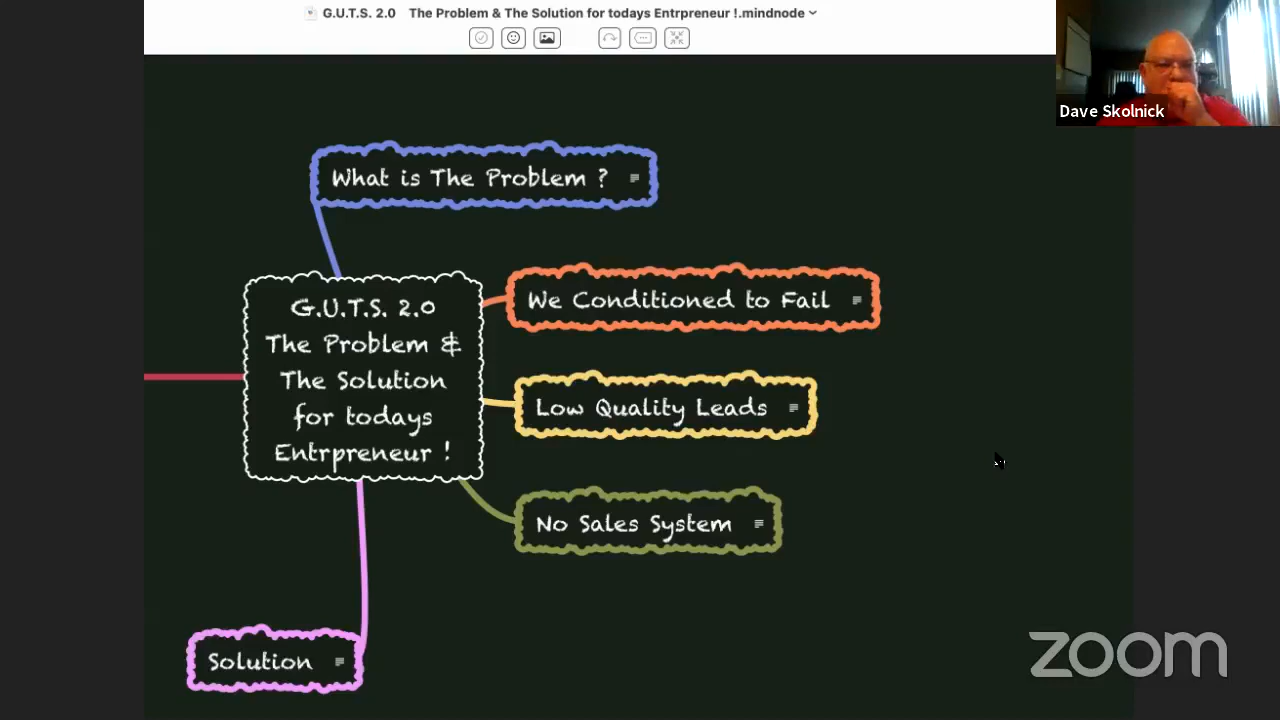 G.U.T.S. 2.0 The Problem & The Solution for todays Entrpreneur !.mindnode
Dave Skolnick
What is The Problem ?
We Conditioned to Fail
G.U.T.S. 2.0
The Problem &
The Solution
for todays
Entrpreneur !
Low Quality Leads
No Sales System
Solution
zoom